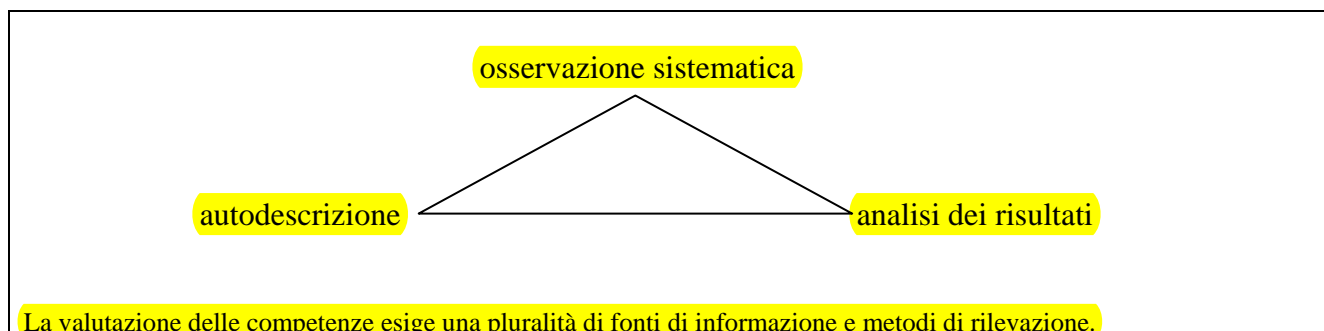 osservazione sistematica
autodescrizione analisi dei risultati
La valutazione delle competenze esige una pluralità di fonti di informazione e metodi di rilevazione.